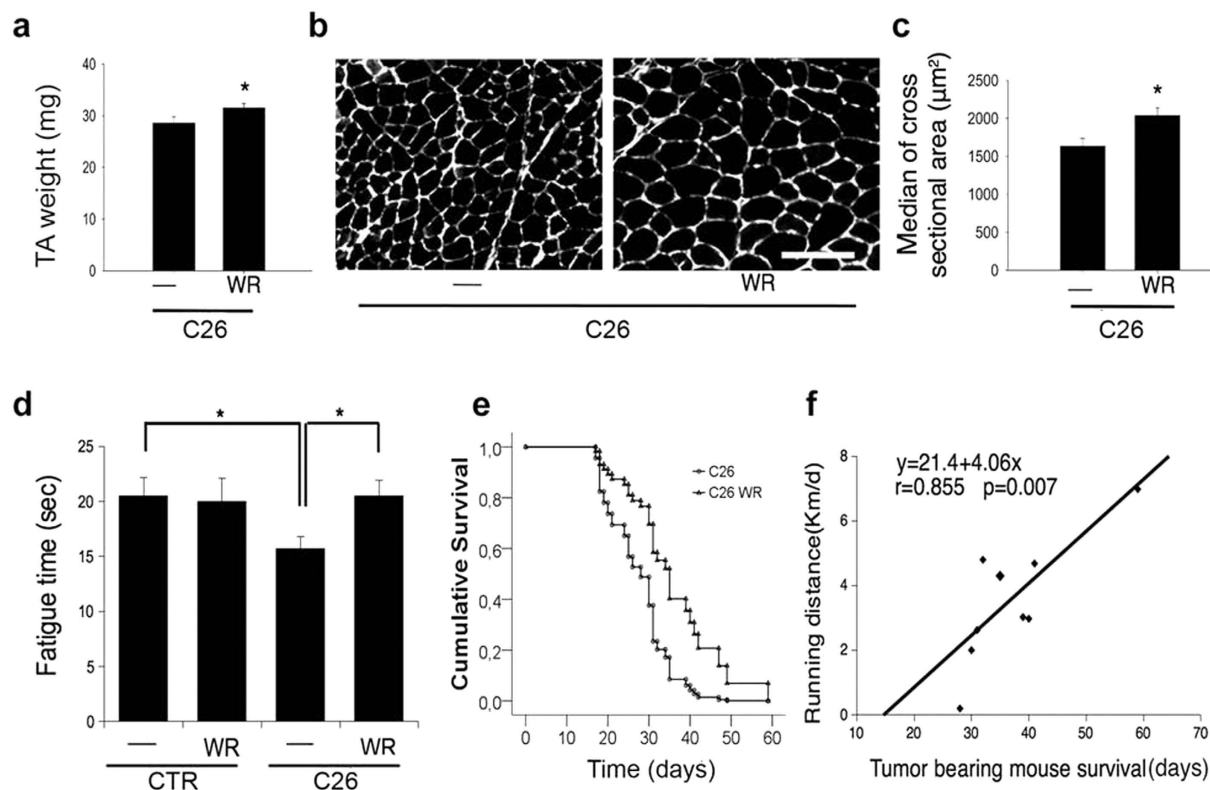 a
TA weight (mg)
40
30
20
10
0
*
— WR
C26
b
— WR
C26
c
Median of cross
sectional area (µm²)
2500
2000
1500
1000
500
0
*
— WR
C26
d
Fatigue time (sec)
25
20
15
10
5
0
* *
— WR — WR
CTR C26
e
Cumulative Survival
1,0
0,8
0,6
0,4
0,2
0,0
C26
C26 WR
0 10 20 30 40 50 60
Time (days)
f
Running distance(Km/d)
8
6
4
2
0
y=21.4+4.06x
r=0.855 p=0.007
10 20 30 40 50 60 70
Tumor bearing mouse survival(days)